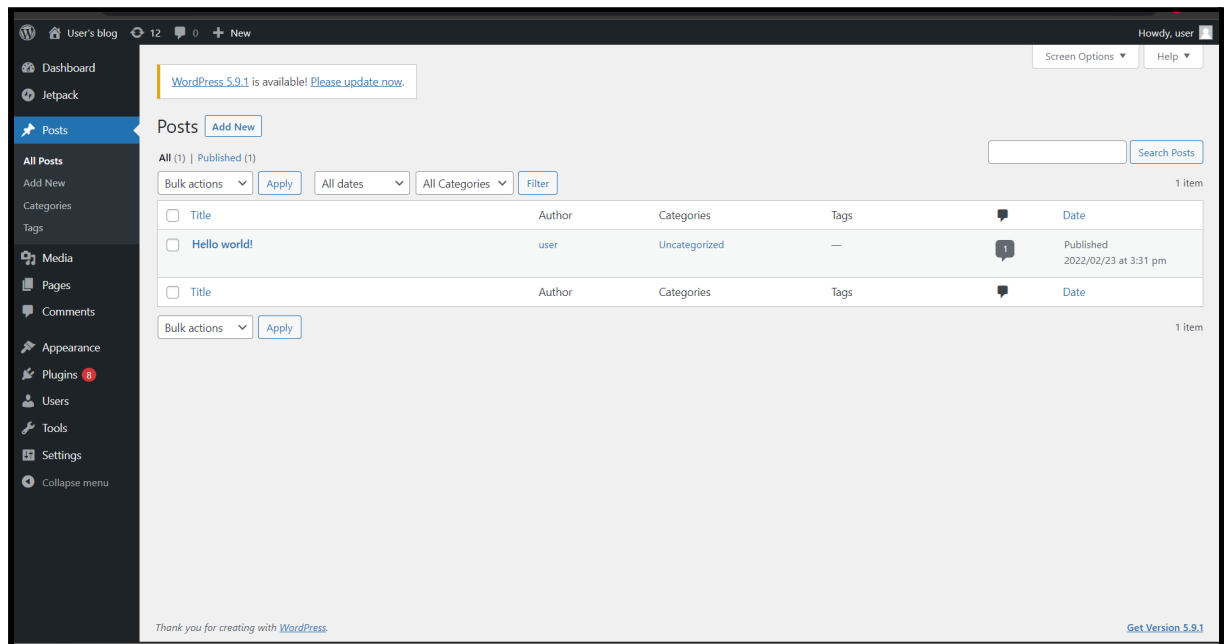 User's blog 12 0 + New Howdy, user
Dashboard
Jetpack
Posts
All Posts
Add New
Categories
Tags
Media
Pages
Comments
Appearance
Plugins 8
Users
Tools
Settings
Collapse menu
Screen Options ▼ Help ▼
WordPress 5.9.1 is available! Please update now.
Posts Add New
All (1) | Published (1)
Search Posts
Bulk actions Apply All dates All Categories Filter 1 item
Title Author Categories Tags Date
Hello world! user Uncategorized — 1 Published
2022/02/23 at 3:31 pm
Title Author Categories Tags Date
Bulk actions Apply 1 item
Thank you for creating with WordPress. Get Version 5.9.1